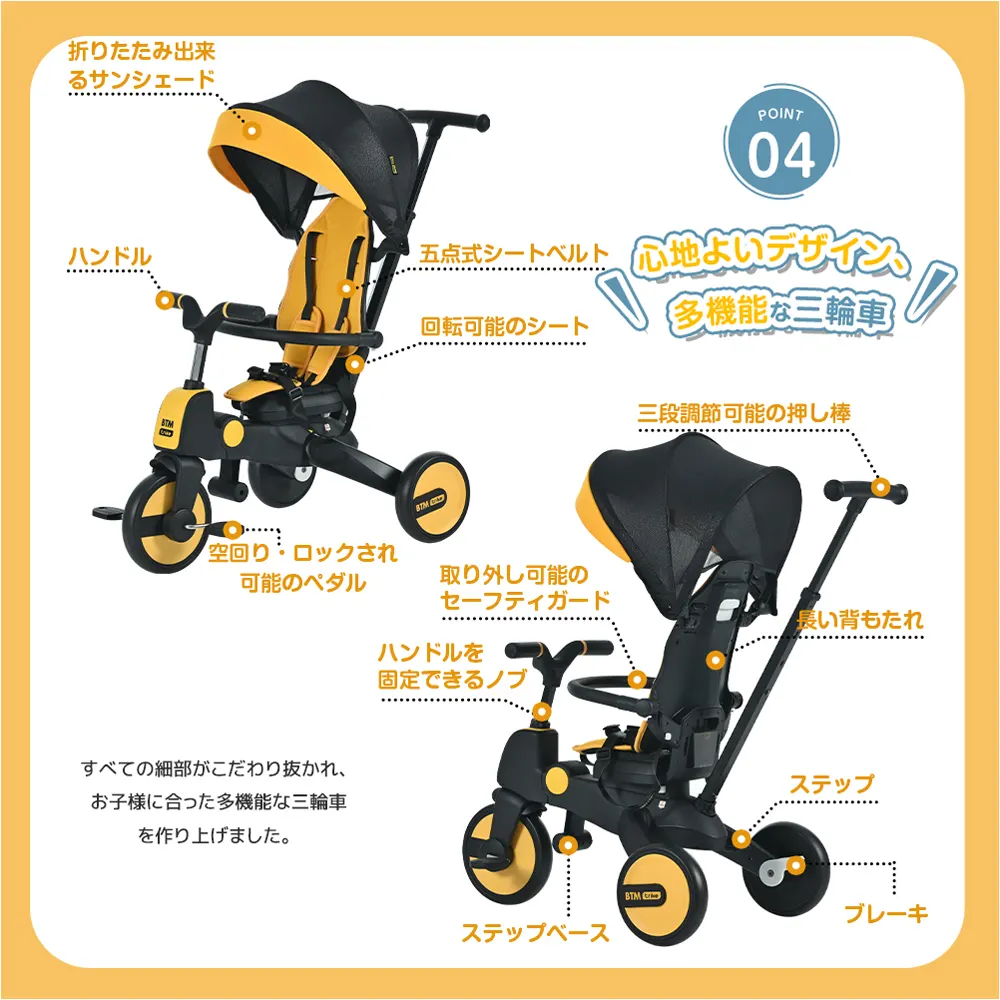 折りたたみ出来
るサンシェード
POINT
04
心地よいデザイン、
多機能な三輪車
ハンドル
五点式シートベルト
回転可能のシート
BTM
BTM
空回り・ロックされ
可能のペダル
三段調節可能の押し棒
取り外し可能の
セーフティガード
長い背もたれ
ハンドルを
固定できるノブ
すべての細部がこだわり抜かれ、
お子様に合った多機能な三輪車
を作り上げました。
ステップ
BTM
ブレーキ
ステップベース